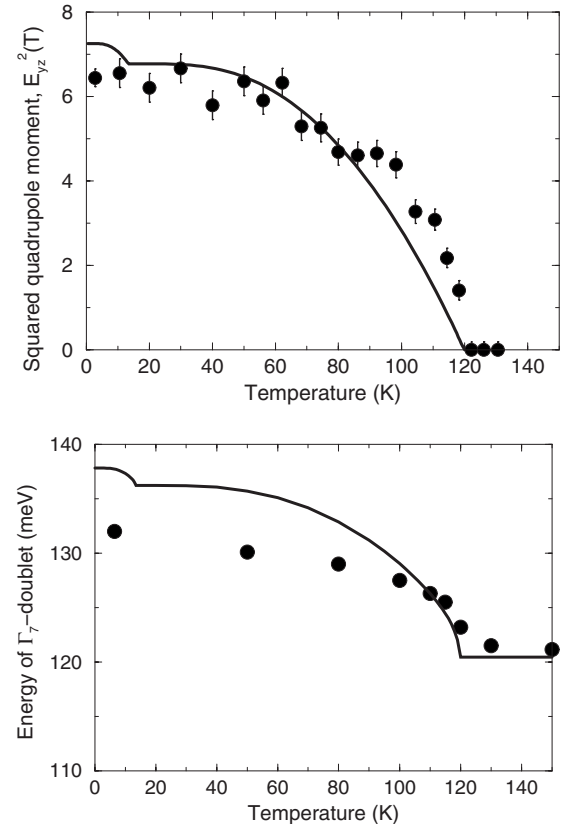 Squared quadrupole moment, E_yz^2(T)
8
6
4
2
0
0 20 40 60 80 100 120 140
Temperature (K)
Energy of Γ_7−doublet (meV)
140
130
120
110
0 20 40 60 80 100 120 140
Temperature (K)